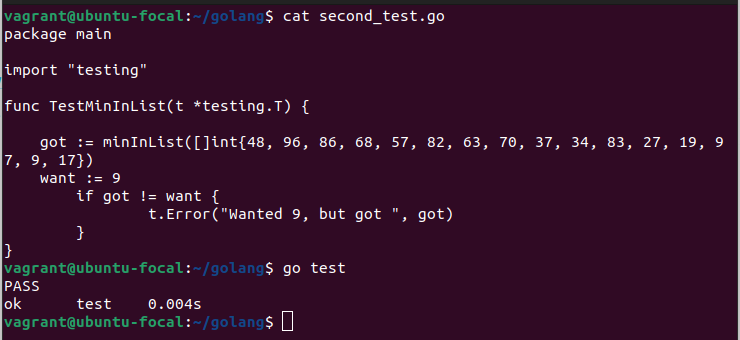 vagrant@ubuntu-focal:~/golang$ cat second_test.go
package main
import "testing"
func TestMinInList(t *testing.T) {
    got := minInList([]int{48, 96, 86, 68, 57, 82, 63, 70, 37, 34, 83, 27, 19, 9
7, 9, 17})
    want := 9
        if got != want {
                t.Error("Wanted 9, but got ", got)
        }
}
vagrant@ubuntu-focal:~/golang$ go test
PASS
ok      test    0.004s
vagrant@ubuntu-focal:~/golang$